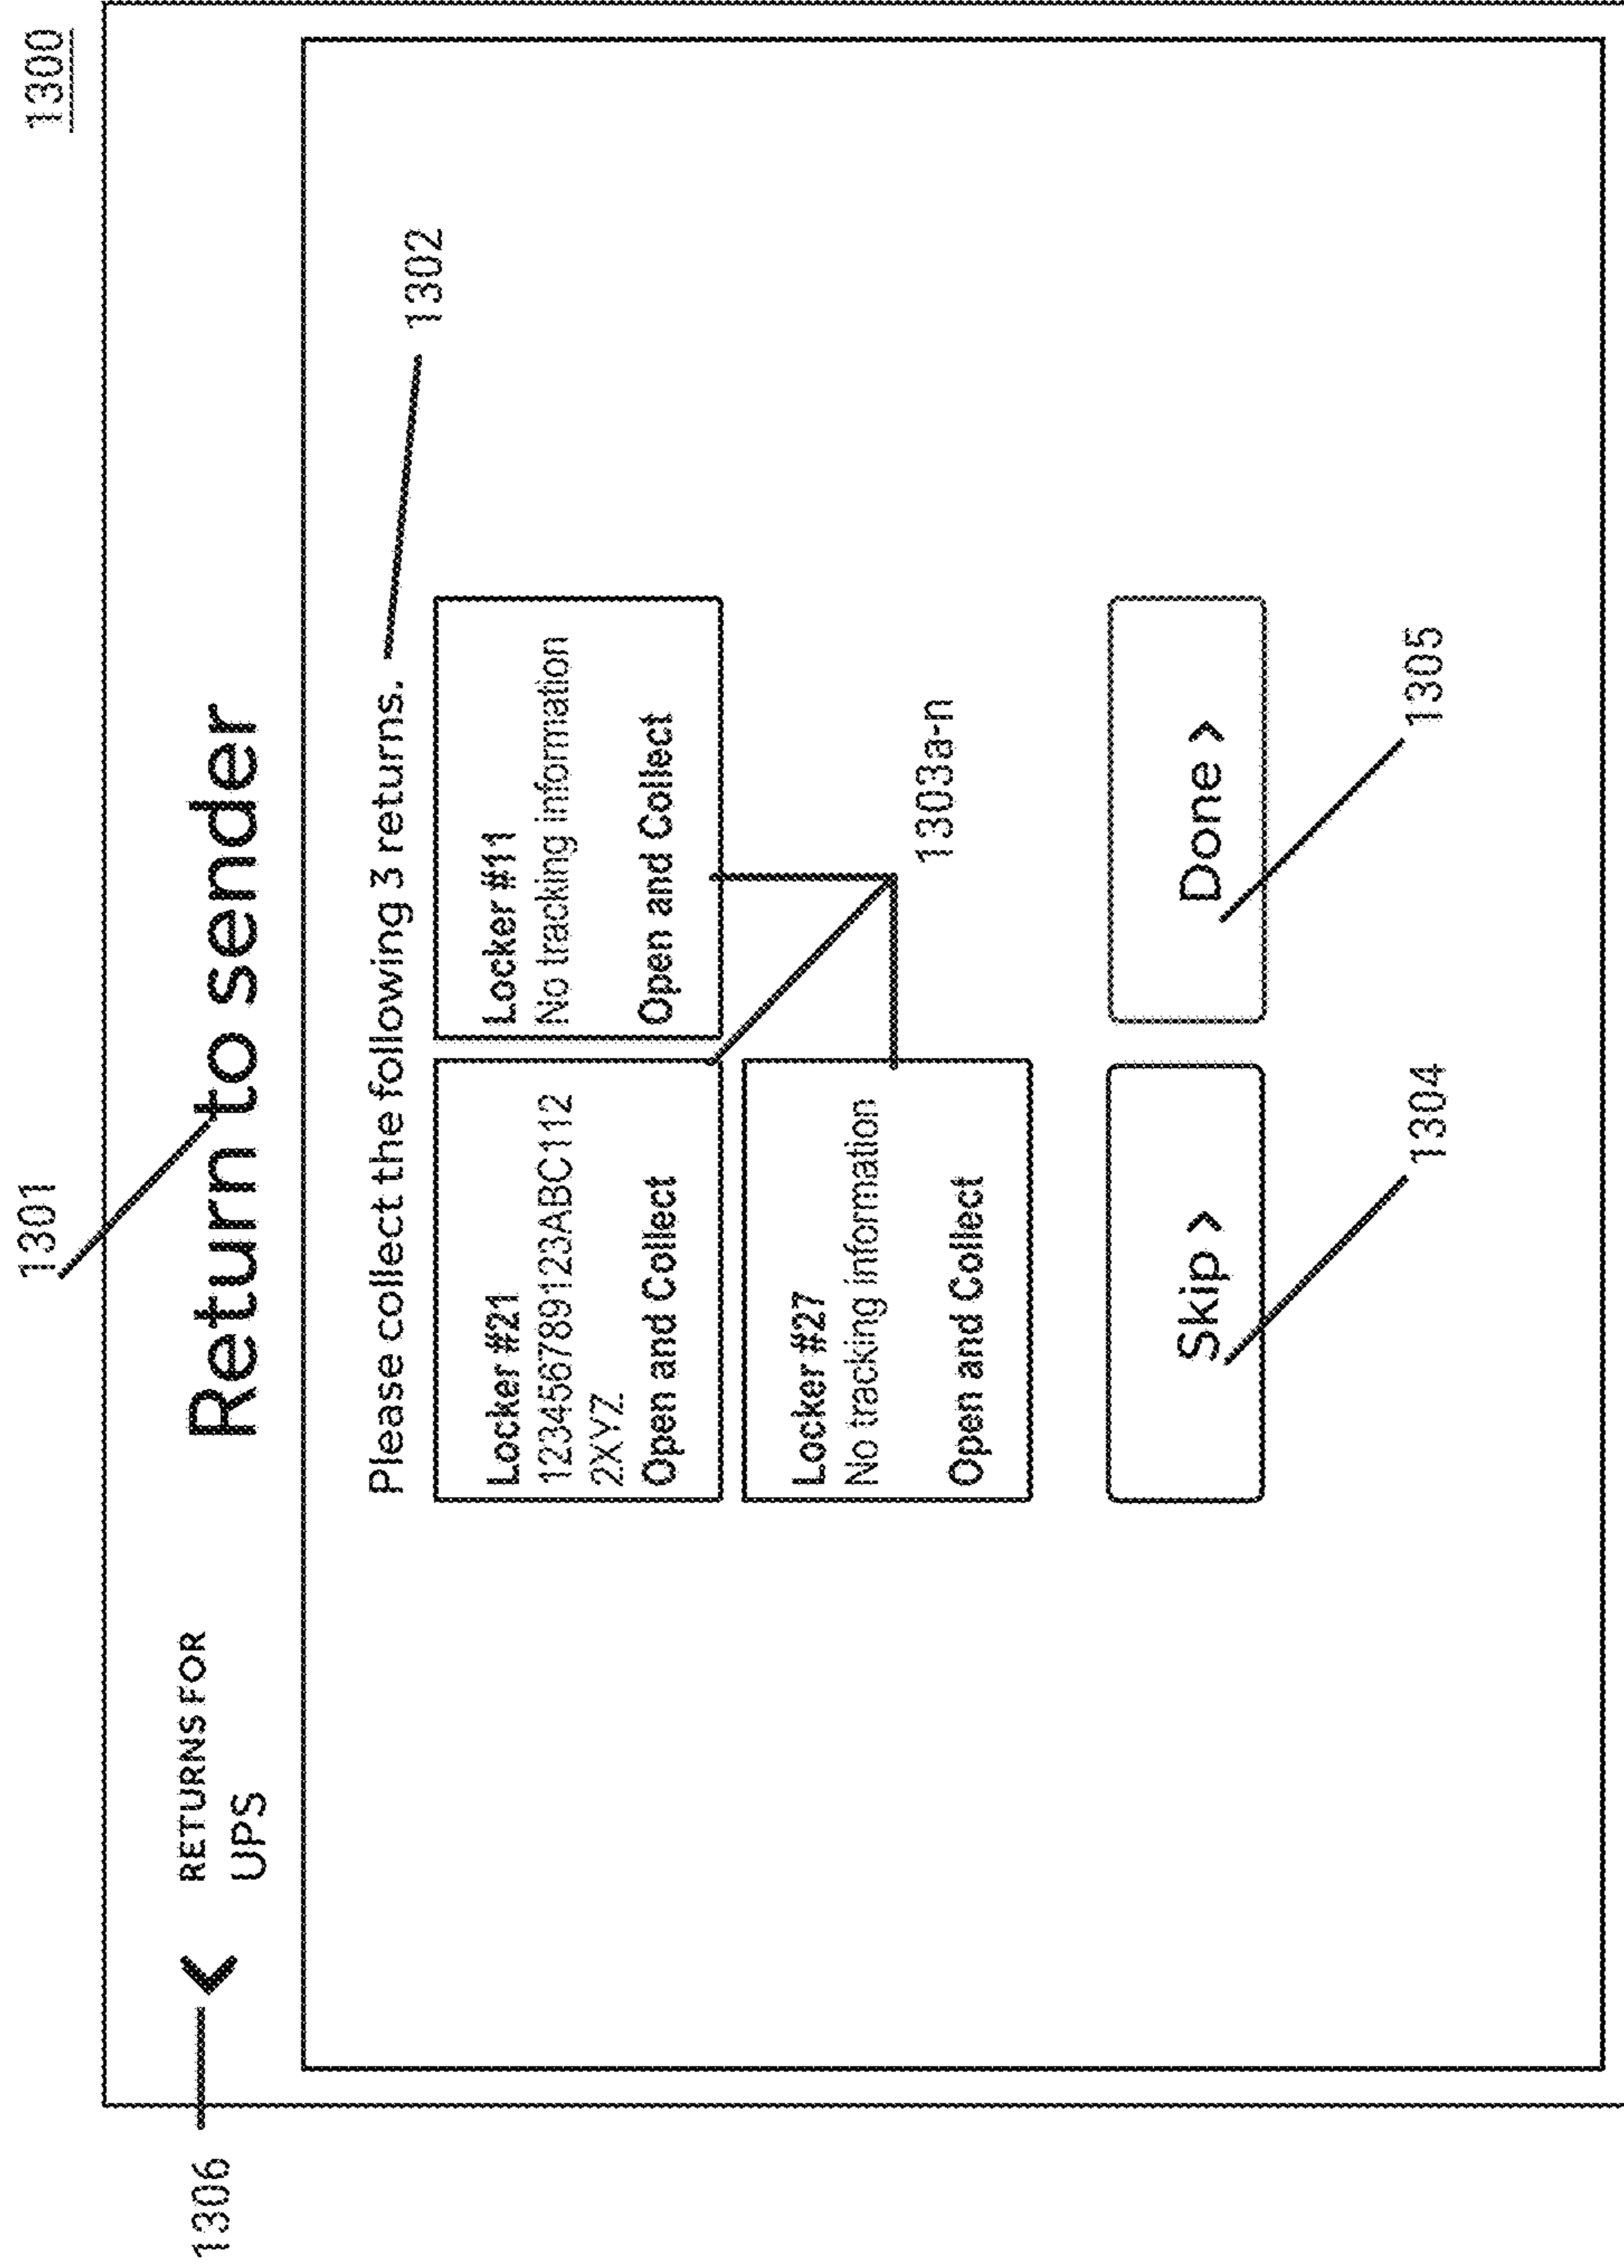 1300
1301
1306
RETURNS FOR
UPS
Return to sender
Please collect the following 3 returns.
1302
Locker #21
123456789123ABC112
2XYZ
Open and Collect
Locker #11
No tracking information
Open and Collect
Locker #27
No tracking information
Open and Collect
1303a-n
Skip >
Done >
1304
1305